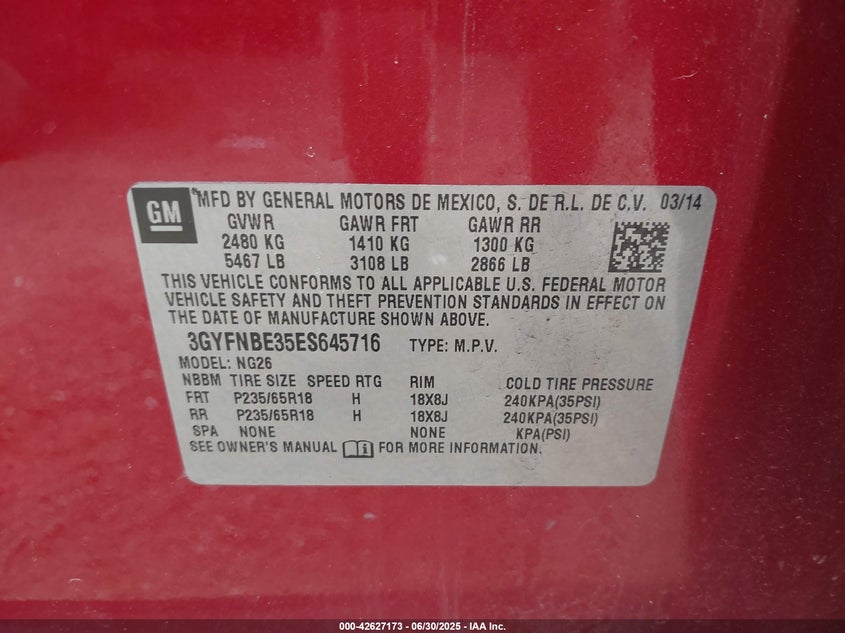 GM
MFD BY GENERAL MOTORS DE MEXICO, S. DE R.L. DE C.V. 03/14
GVWR GAWR FRT GAWR RR
2480 KG 1410 KG 1300 KG
5467 LB 3108 LB 2866 LB
THIS VEHICLE CONFORMS TO ALL APPLICABLE U.S. FEDERAL MOTOR
VEHICLE SAFETY AND THEFT PREVENTION STANDARDS IN EFFECT ON
THE DATE OF MANUFACTURE SHOWN ABOVE.
3GYFNBE35ES645716 TYPE: M.P.V.
MODEL: NG26
NBBM TIRE SIZE SPEED RTG RIM COLD TIRE PRESSURE
FRT P235/65R18 H 18X8J 240KPA(35PSI)
RR P235/65R18 H 18X8J 240KPA(35PSI)
SPA NONE NONE KPA(PSI)
SEE OWNER'S MANUAL FOR MORE INFORMATION.
000-42627173 — 06/30/2025 — IAA Inc.